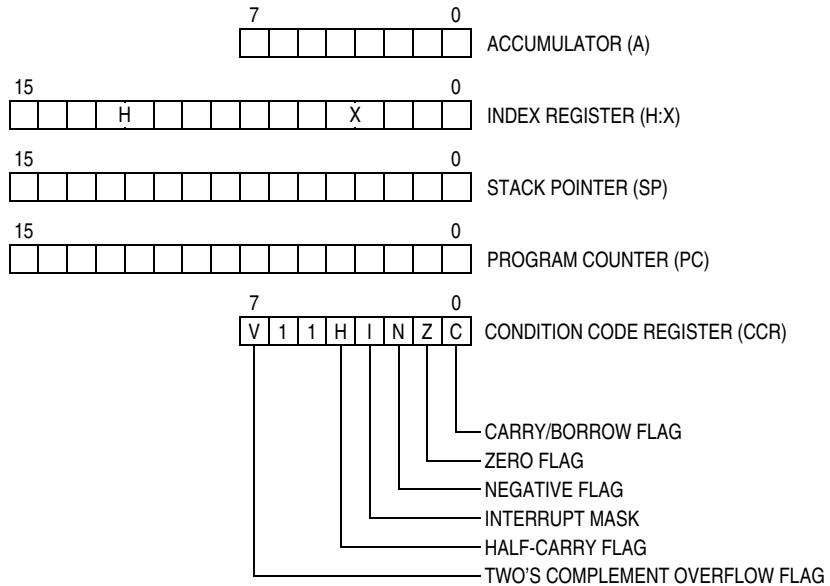 7 0
ACCUMULATOR (A)
15 0
H X INDEX REGISTER (H:X)
15 0
STACK POINTER (SP)
15 0
PROGRAM COUNTER (PC)
7 0
V 1 1 H I N Z C CONDITION CODE REGISTER (CCR)
CARRY/BORROW FLAG
ZERO FLAG
NEGATIVE FLAG
INTERRUPT MASK
HALF-CARRY FLAG
TWO'S COMPLEMENT OVERFLOW FLAG